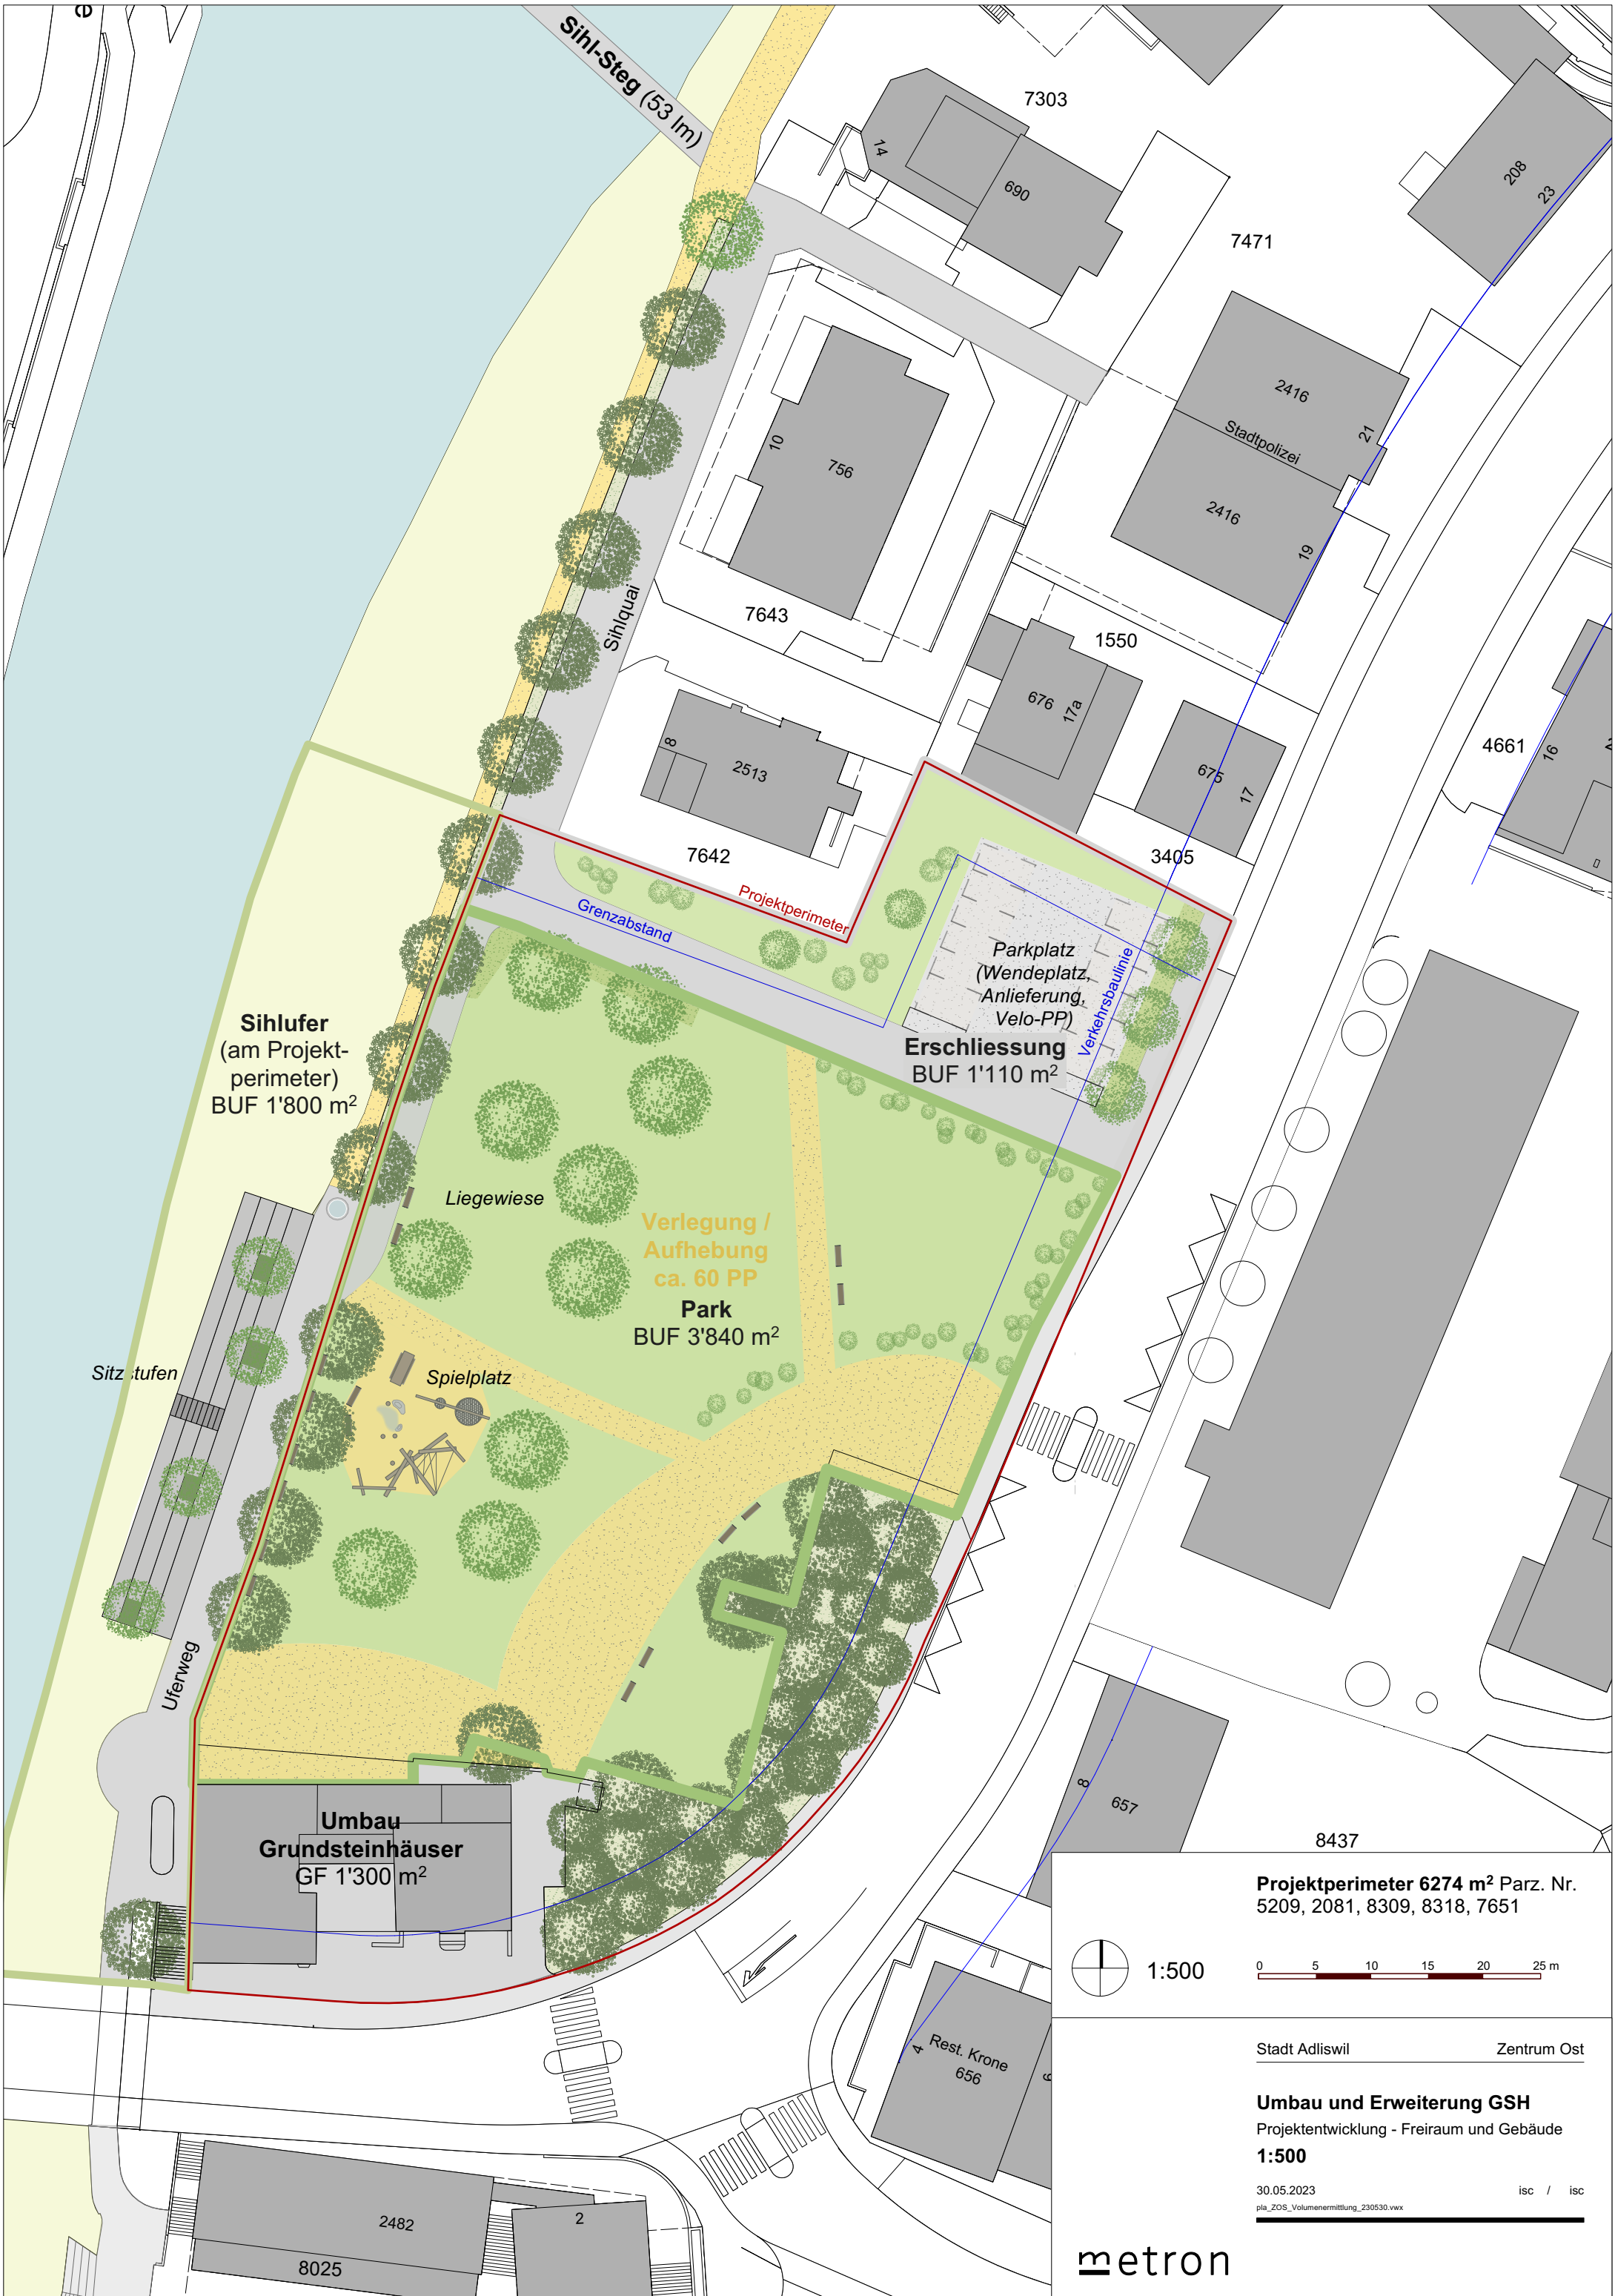 e
Sihl-Steg (53 lm)
7303
14
690
208
23
7471
2416
Stadtpolizei
21
2416
19
10
756
Sihlquai
7643
1550
676
17a
675
17
4661
16
8
2513
7642
3405
Projektperimeter
Grenzabstand
Parkplatz
(Wendeplatz,
Anlieferung,
Velo-PP)
Verkehrsbaulinie
Erschliessung
BUF 1'110 m²
Sihlufer
(am Projekt-
perimeter)
BUF 1'800 m²
Liegewiese
Verlegung /
Aufhebung
ca. 60 PP
Park
BUF 3'840 m²
Sitzstufen
Spielplatz
Uferweg
Umbau
Grundsteinhäuser
GF 1'300 m²
8
657
8437
Projektperimeter 6274 m² Parz. Nr.
5209, 2081, 8309, 8318, 7651
1:500
0 5 10 15 20 25 m
4
Rest. Krone
656
6
Stadt Adliswil Zentrum Ost
Umbau und Erweiterung GSH
Projektentwicklung - Freiraum und Gebäude
1:500
30.05.2023 isc / isc
pla_ZOS_Volumenermittlung_230530.vwx
metron
2482
2
8025